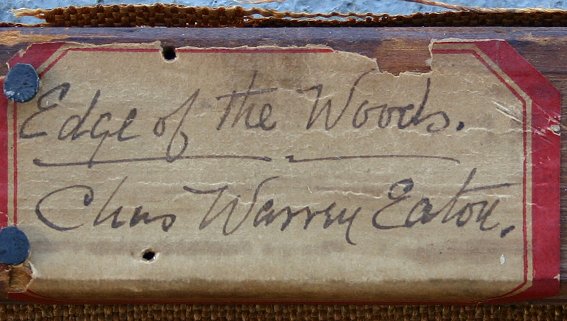 Edge of the Woods.
Chas Warren Eaton.